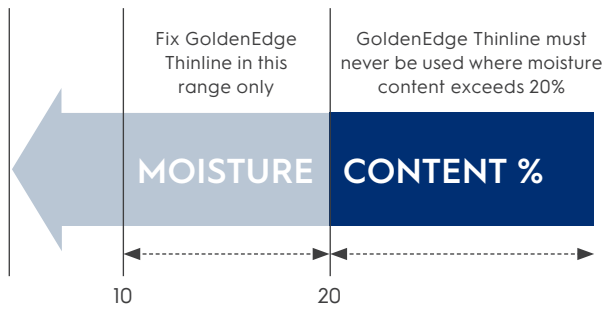 Fix GoldenEdge
Thinline in this
range only
GoldenEdge Thinline must
never be used where moisture
content exceeds 20%
MOISTURE CONTENT %
10
20